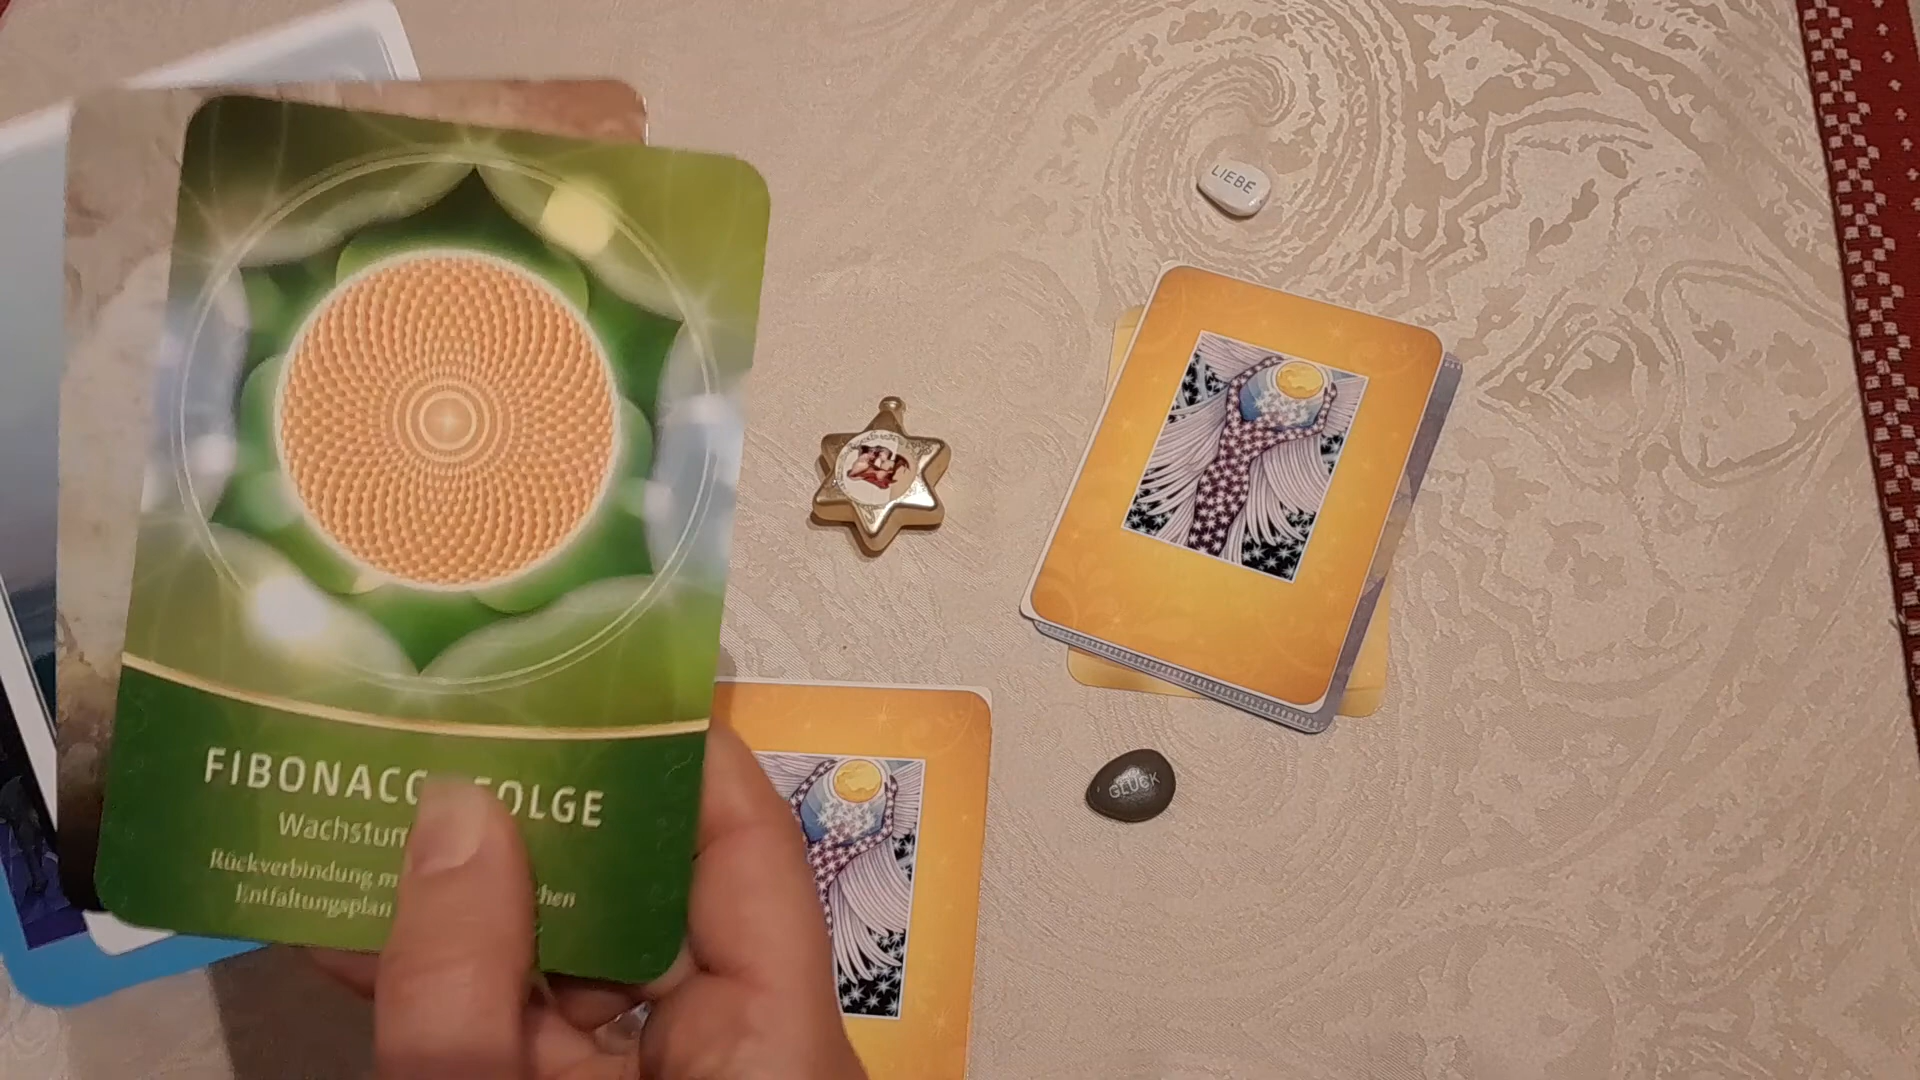 FIBONACC FOLGE
Wachstum
Rückverbindung m chen
Entfaltungsplan
LIEBE
GLÜCK